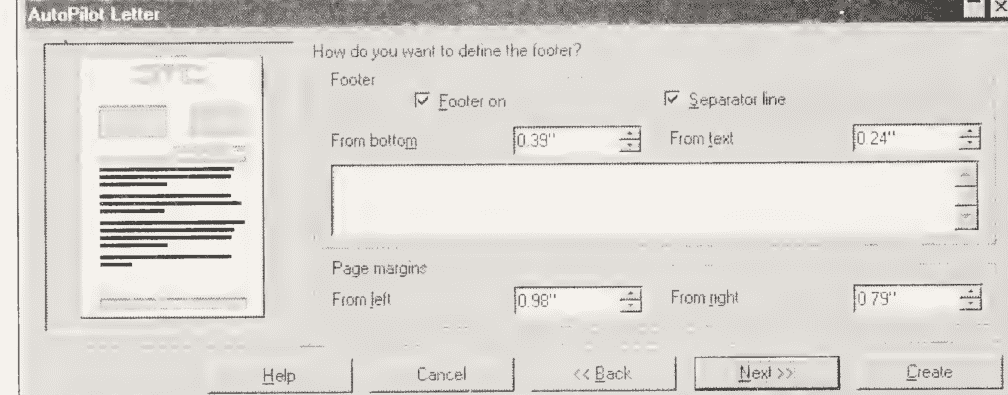 AutoPilot Letter
How do you want to define the footer?
Footer
Footer on
Separator line
From bottom 0.39" From text 0.24"
Page margins
From left 0.98" From right 0.79"
Help Cancel << Back Next >> Create